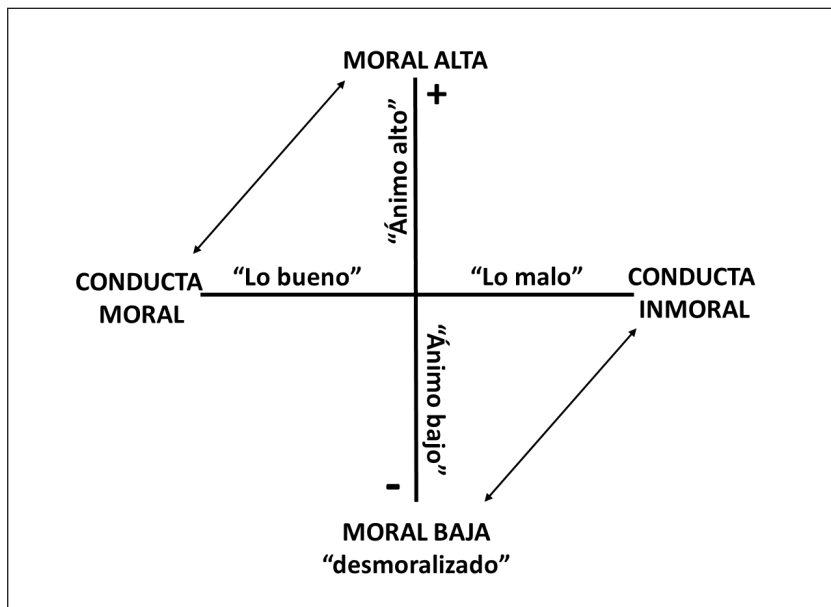 MORAL ALTA
+
“Ánimo alto”
CONDUCTA
MORAL
“Lo bueno”
“Lo malo”
CONDUCTA
INMORAL
“Ánimo bajo”
-
MORAL BAJA
“desmoralizado”